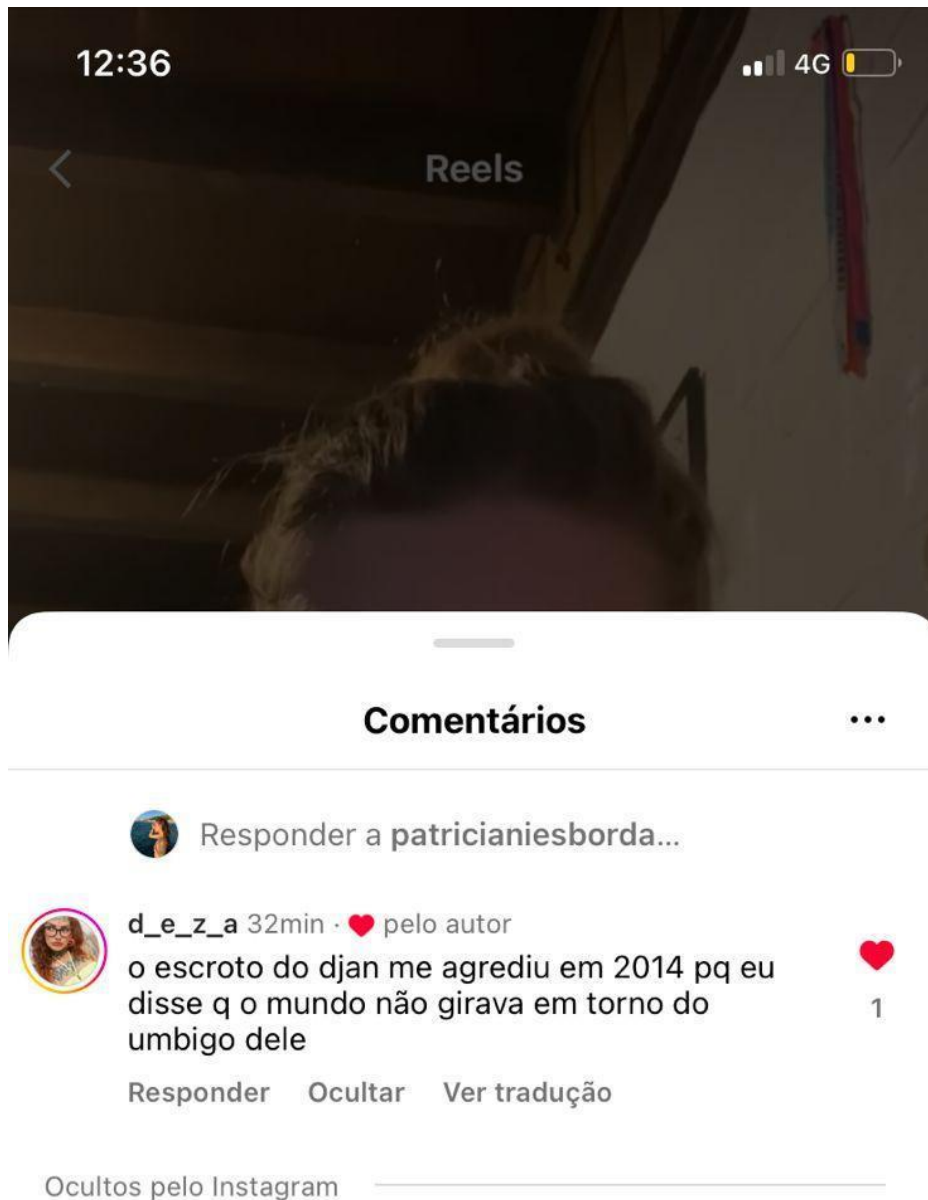 12:36
4G
Reels
Comentários
Responder a patricianiesborda...
d_e_z_a 32min · pelo autor
o escroto do djan me agrediu em 2014 pq eu
disse q o mundo não girava em torno do
umbigo dele
1
Responder Ocultar Ver tradução
Ocultos pelo Instagram